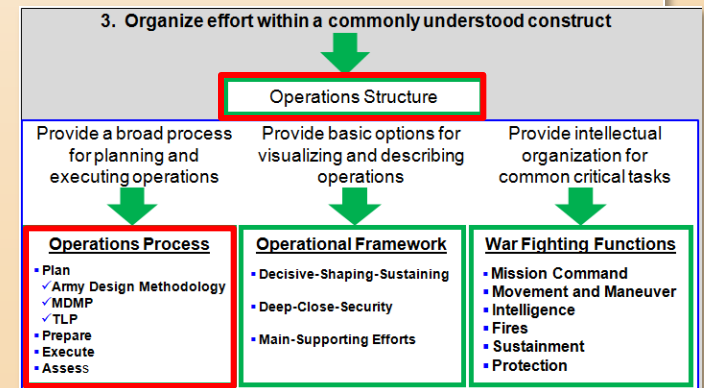 3. Organize effort within a commonly understood construct
Operations Structure
Provide a broad process
for planning and
executing operations
Provide basic options for
visualizing and describing
operations
Provide intellectual
organization for
common critical tasks
Operations Process
▪ Plan
✓Army Design Methodology
✓MDMP
✓TLP
▪ Prepare
▪ Execute
▪ Assess
Operational Framework
▪ Decisive-Shaping-Sustaining
▪ Deep-Close-Security
▪ Main-Supporting Efforts
War Fighting Functions
▪ Mission Command
▪ Movement and Maneuver
▪ Intelligence
▪ Fires
▪ Sustainment
▪ Protection